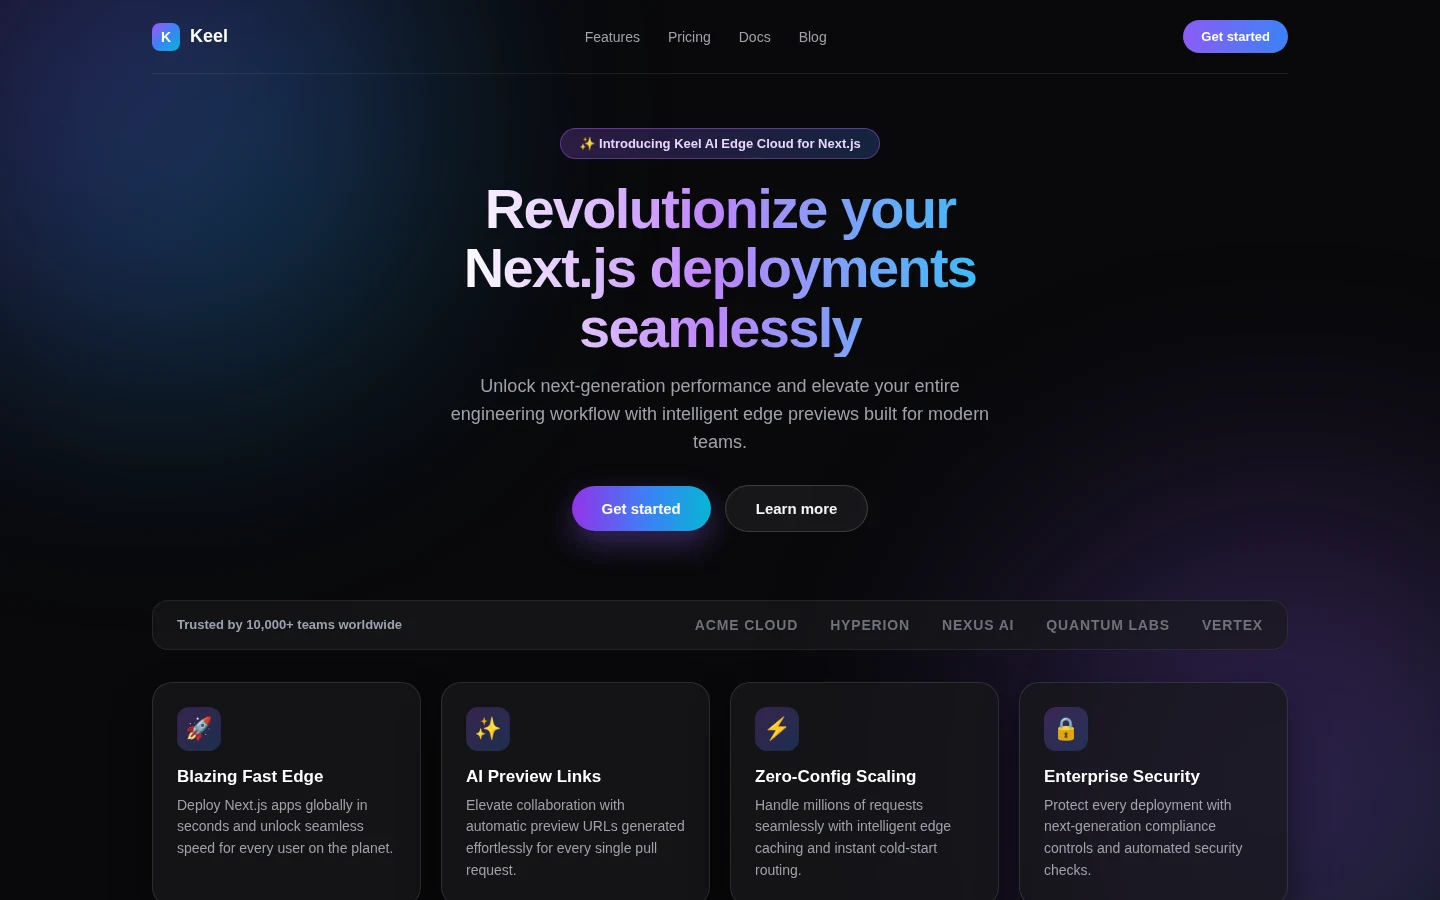 K Keel
Features Pricing Docs Blog
Get started
✨ Introducing Keel AI Edge Cloud for Next.js
Revolutionize your
Next.js deployments
seamlessly
Unlock next-generation performance and elevate your entire
engineering workflow with intelligent edge previews built for modern
teams.
Get started
Learn more
Trusted by 10,000+ teams worldwide
ACME CLOUD HYPERION NEXUS AI QUANTUM LABS VERTEX
Blazing Fast Edge
Deploy Next.js apps globally in
seconds and unlock seamless
speed for every user on the planet.
AI Preview Links
Elevate collaboration with
automatic preview URLs generated
effortlessly for every single pull
request.
Zero-Config Scaling
Handle millions of requests
seamlessly with intelligent edge
caching and instant cold-start
routing.
Enterprise Security
Protect every deployment with
next-generation compliance
controls and automated security
checks.